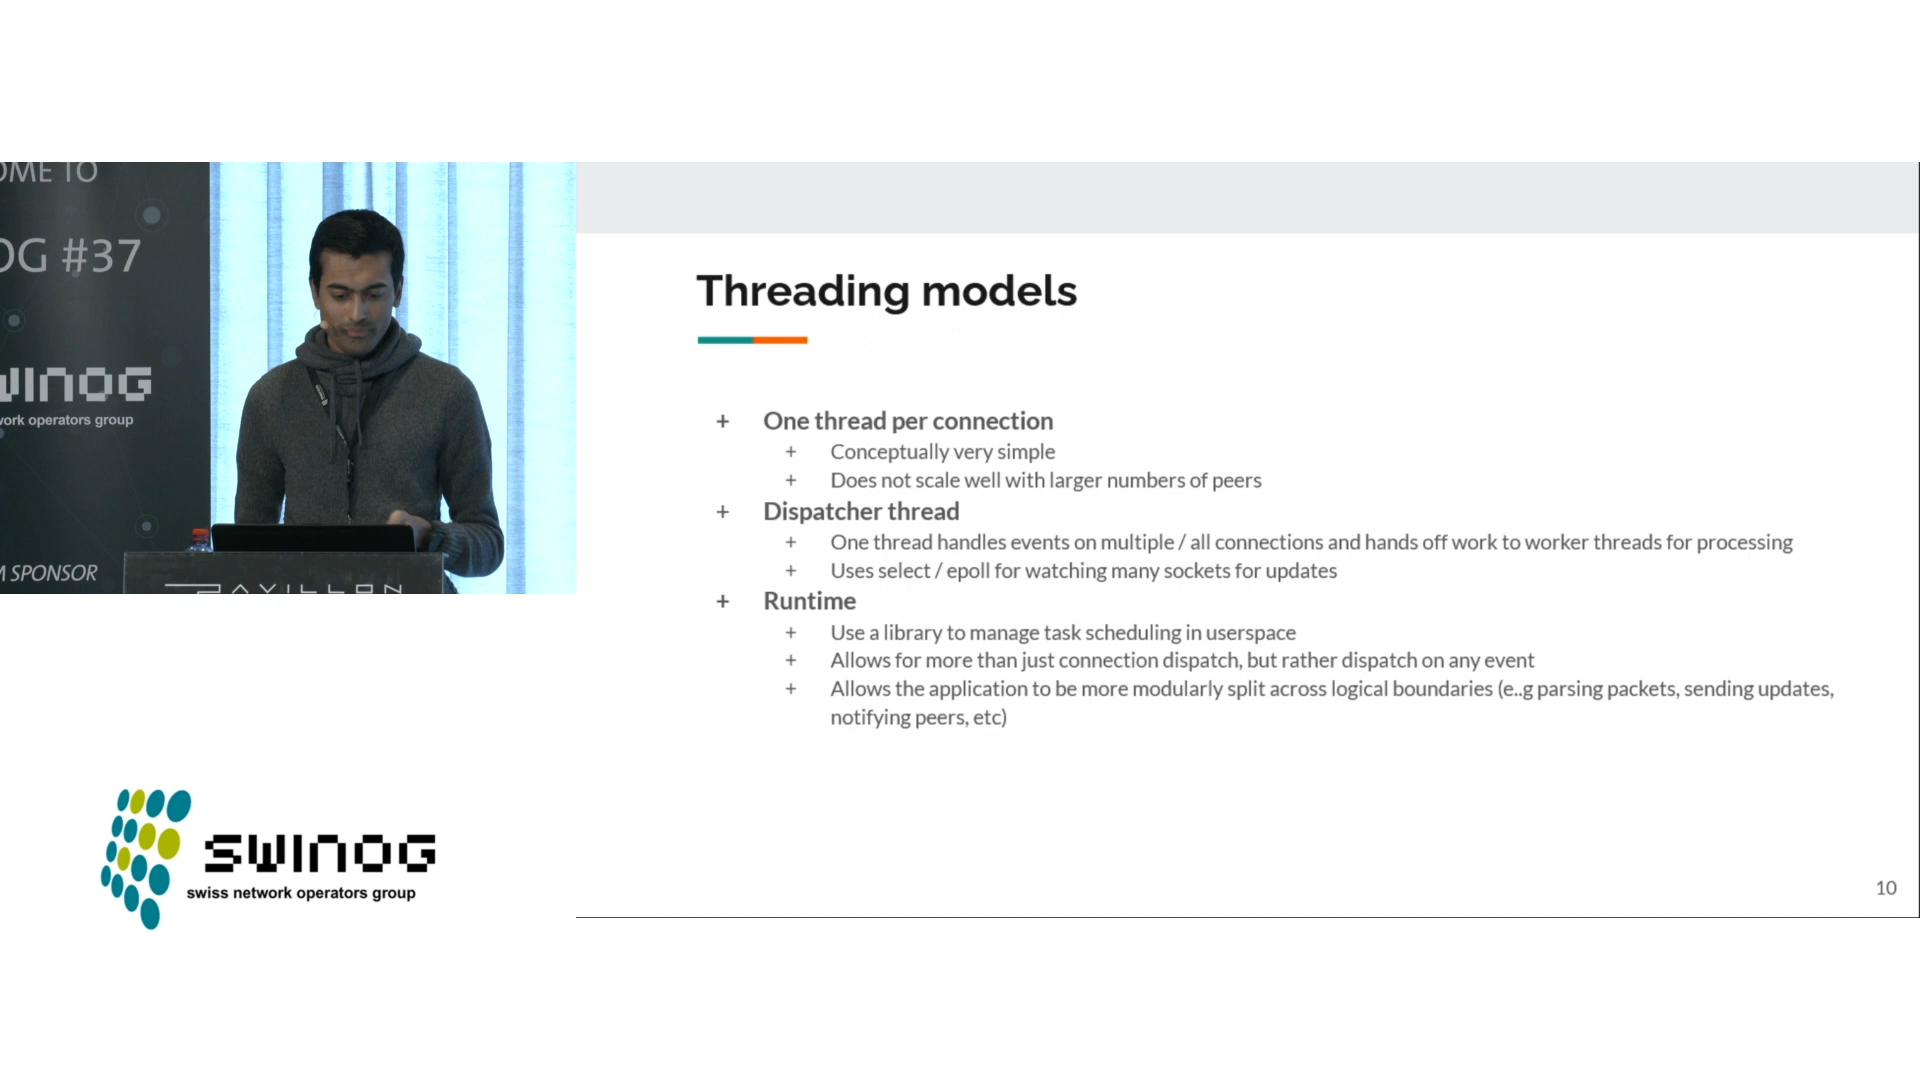 OME TO
OG #37
WINOG
work operators group
M SPONSOR
PAVILLON
SWINOG
swiss network operators group
Threading models
+ One thread per connection
+ Conceptually very simple
+ Does not scale well with larger numbers of peers
+ Dispatcher thread
+ One thread handles events on multiple / all connections and hands off work to worker threads for processing
+ Uses select / epoll for watching many sockets for updates
+ Runtime
+ Use a library to manage task scheduling in userspace
+ Allows for more than just connection dispatch, but rather dispatch on any event
+ Allows the application to be more modularly split across logical boundaries (e..g parsing packets, sending updates,
notifying peers, etc)
10